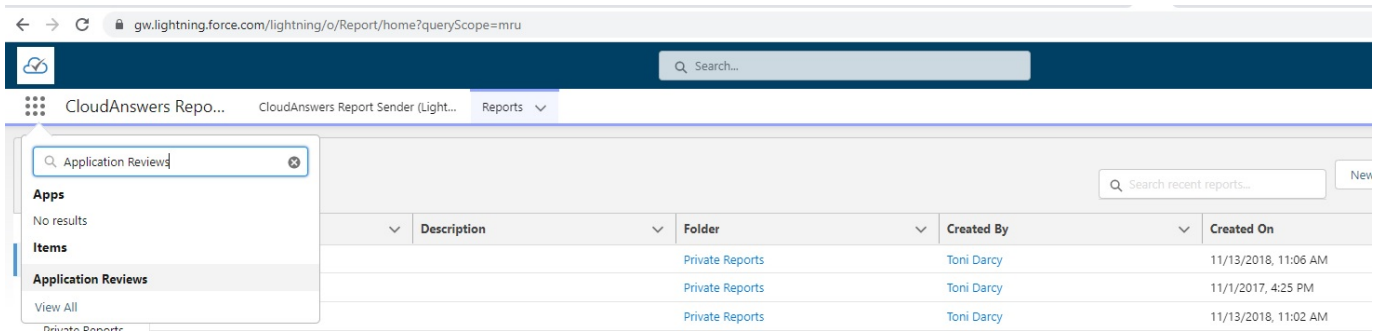 gw.lightning.force.com/lightning/o/Report/home?queryScope=mru
Search...
CloudAnswers Repo... CloudAnswers Report Sender (Light... Reports
Application Reviews
Apps
No results
Items
Application Reviews
View All
Private Reports
Search recent reports...
New
Description Folder Created By Created On
Private Reports Toni Darcy 11/13/2018, 11:06 AM
Private Reports Toni Darcy 11/1/2017, 4:25 PM
Private Reports Toni Darcy 11/13/2018, 11:02 AM